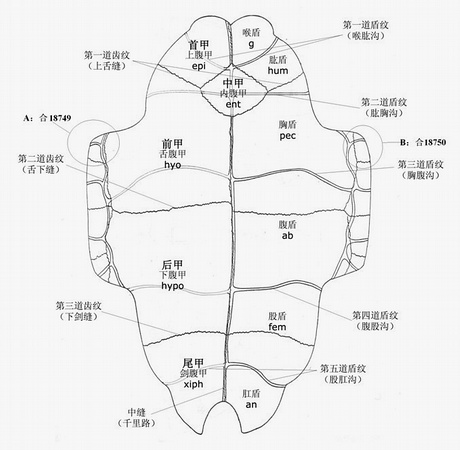 第一道盾纹
（喉肱沟）
喉盾
g
首甲
上腹甲
epi
第一道齿纹
（上舌缝）
肱盾
hum
中甲
内腹甲
ent
第二道盾纹
（肱胸沟）
A：合18749
胸盾
pec
B：合18750
前甲
舌腹甲
hyo
第二道齿纹
（舌下缝）
第三道盾纹
（胸腹沟）
腹盾
ab
后甲
下腹甲
hypo
第三道齿纹
（下剑缝）
股盾
fem
第四道盾纹
（腹股沟）
尾甲
剑腹甲
xiph
第五道盾纹
（股肛沟）
肛盾
an
中缝
（千里路）